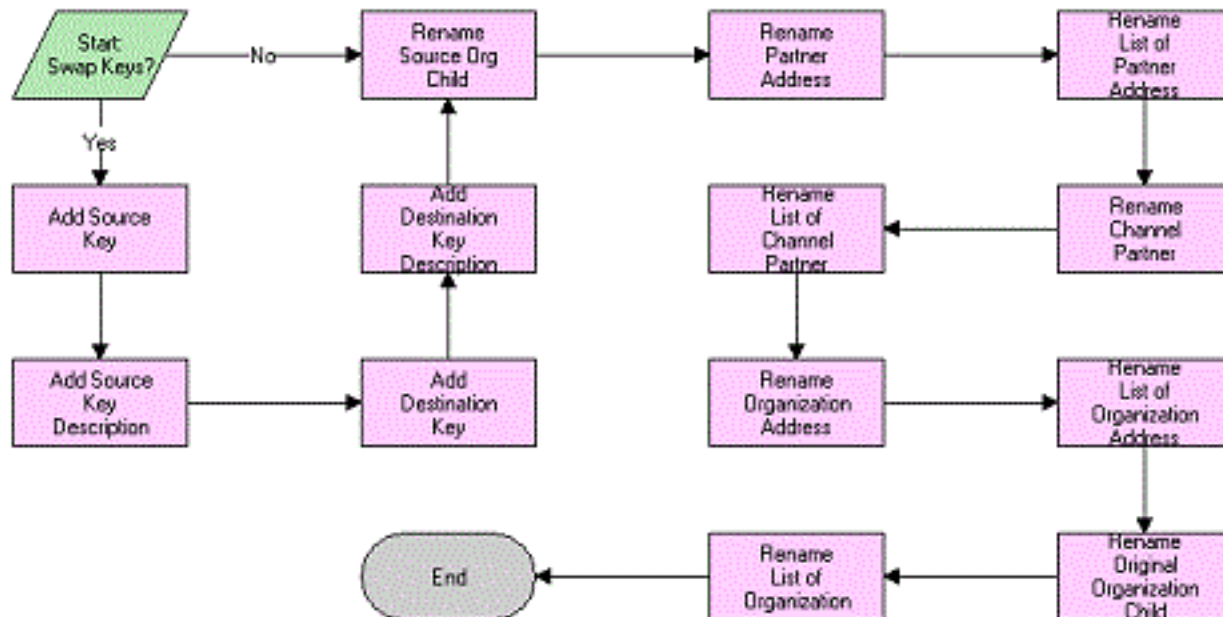 Start
Swap Keys?
No
Rename
Source Org
Child
Rename
Partner
Address
Rename
List of
Partner
Address
Yes
Add Source
Key
Add
Destination
Key
Description
Rename
List of
Channel
Partner
Rename
Channel
Partner
Add Source
Key
Description
Add
Destination
Key
Rename
Organization
Address
Rename
List of
Organization
Address
End
Rename
List of
Organization
Rename
Original
Organization
Child